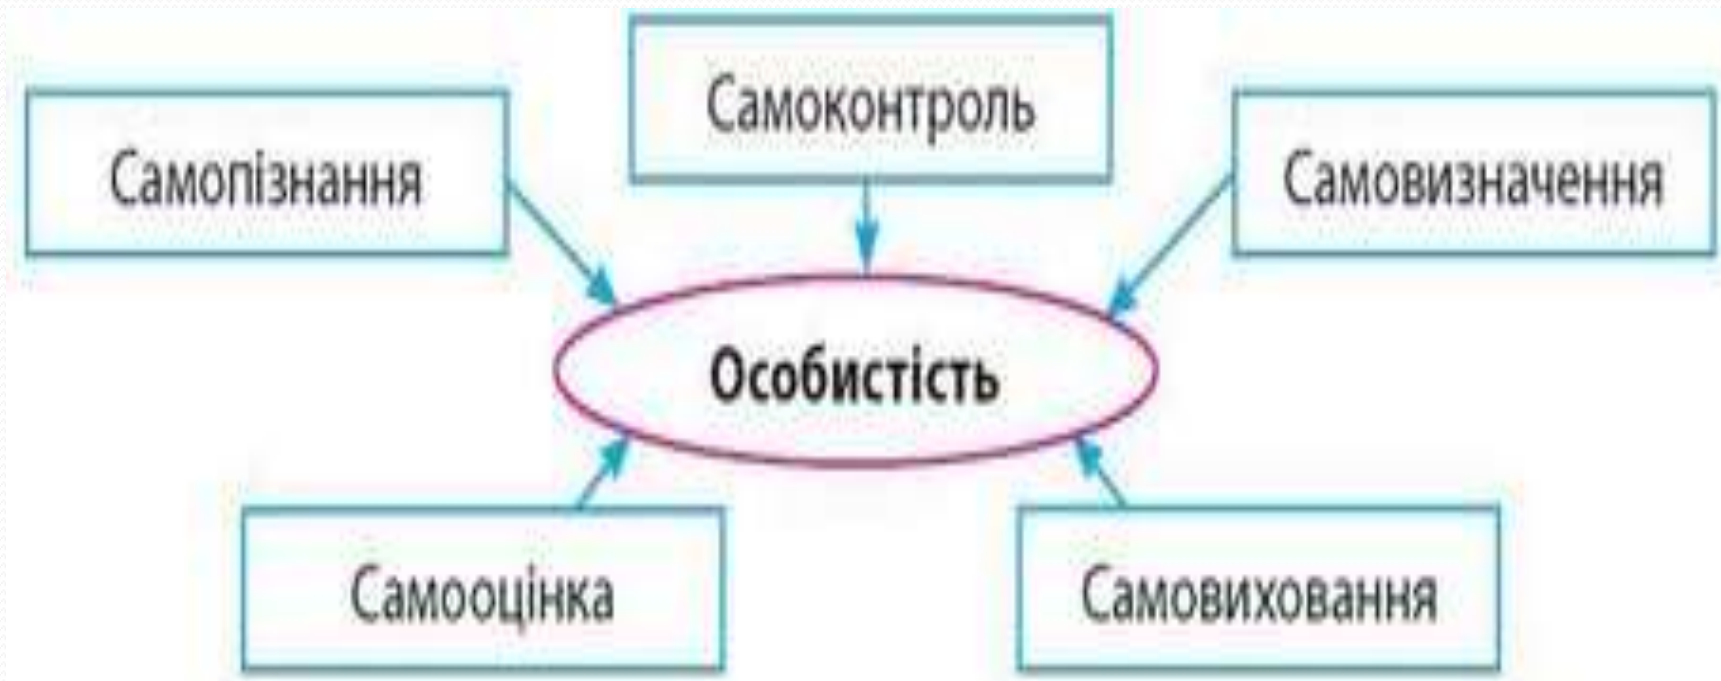 Самоконтроль
Самопізнання
Самовизначення
Особистість
Самооцінка
Самовиховання